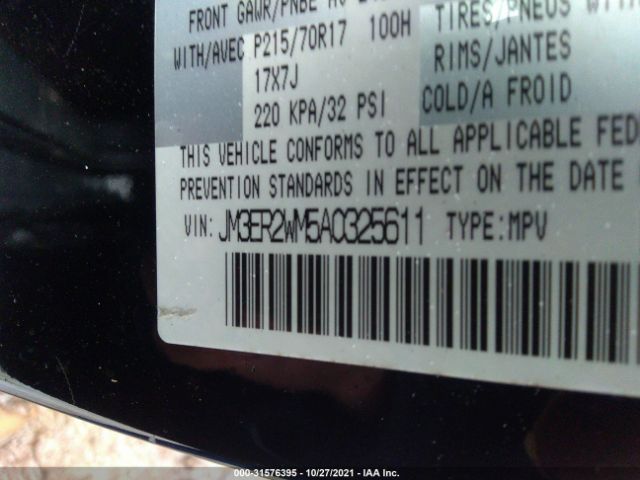 FRONT GAWR/PNBE AV
WITH/AVEC P215/70R17 100H TIRES/PNEUS
17X7J RIMS/JANTES
220 KPA/32 PSI COLD/A FROID
THIS VEHICLE CONFORMS TO ALL APPLICABLE FED
PREVENTION STANDARDS IN EFFECT ON THE DATE
VIN: JM3ER2WM5A0325611 TYPE:MPV
000-31576395 - 10/27/2021 - IAA Inc.